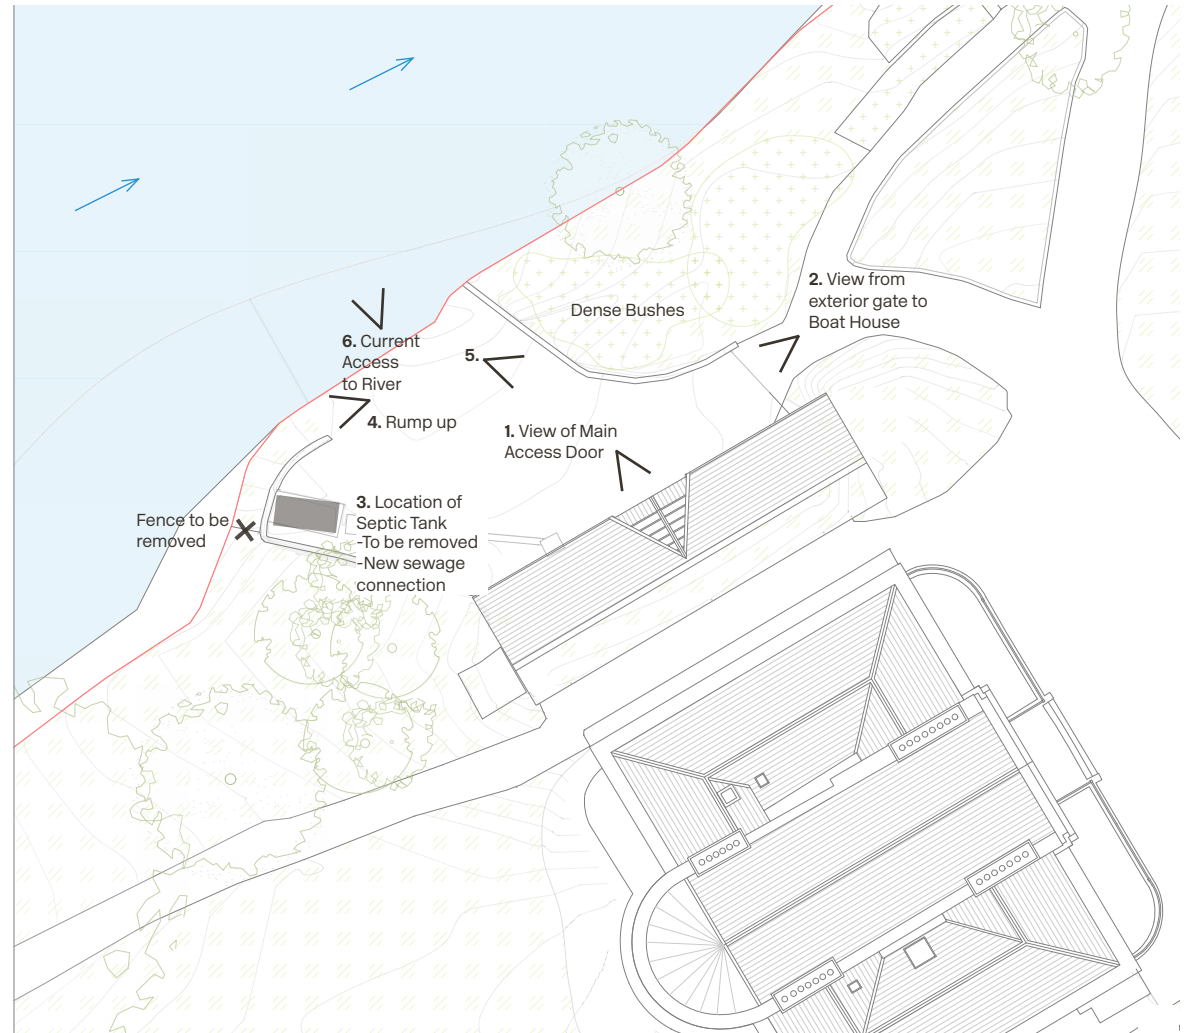 2. View from
exterior gate to
Boat House
Dense Bushes
6. Current
Access
to River
5.
4. Rump up
1. View of Main
Access Door
3. Location of
Septic Tank
-To be removed
-New sewage
connection
Fence to be
removed